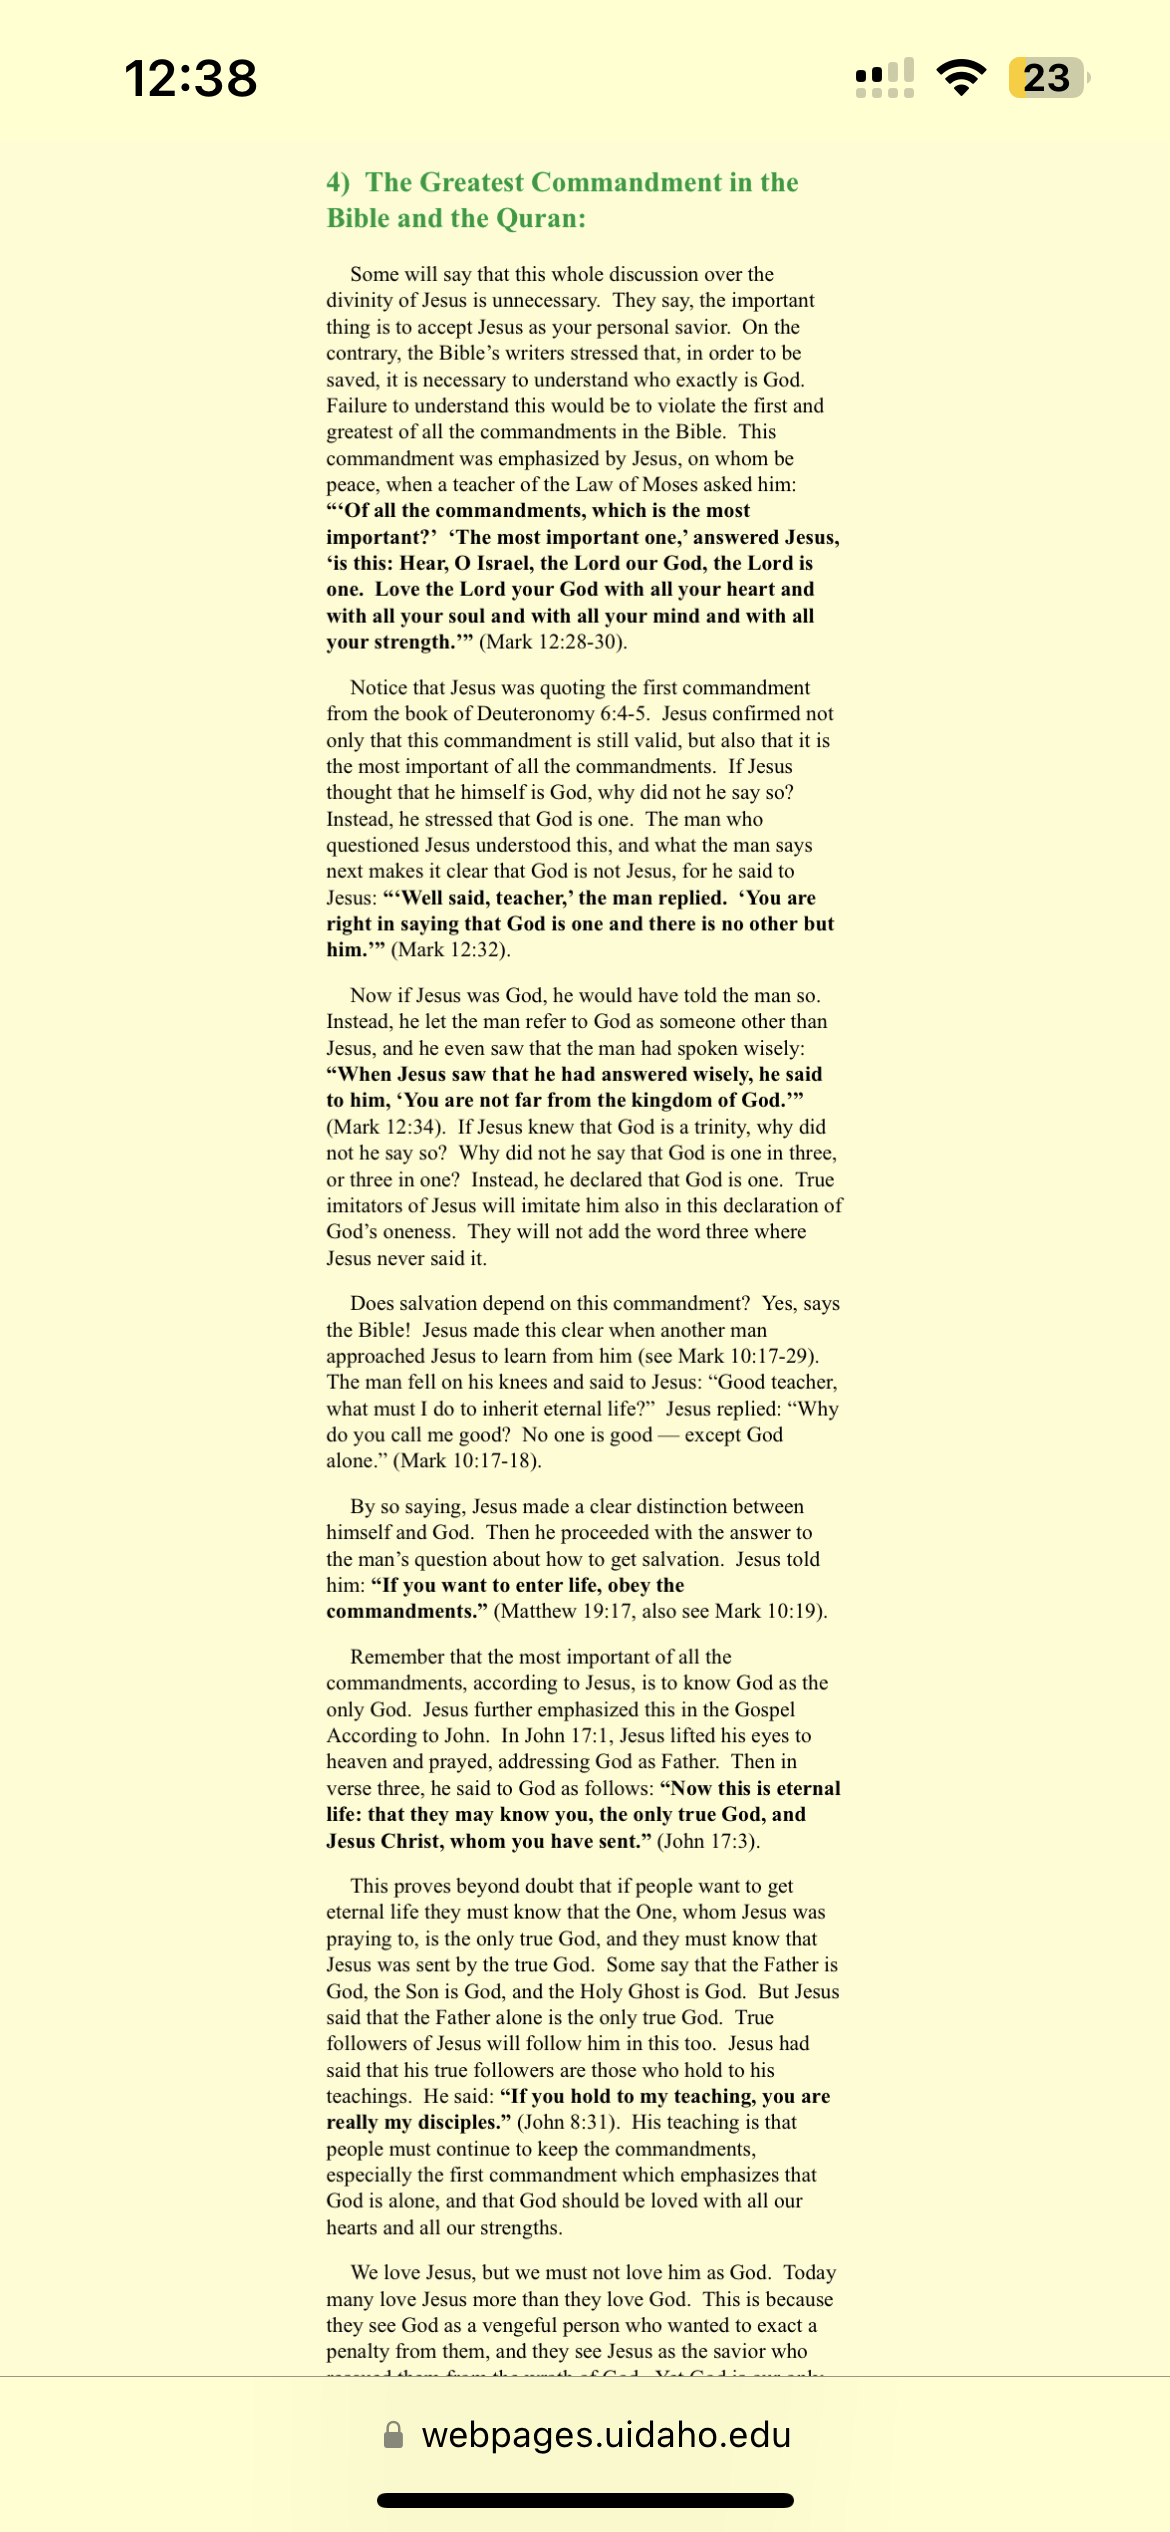 12:38
23
4)  The Greatest Commandment in the
Bible and the Quran:
Some will say that this whole discussion over the
divinity of Jesus is unnecessary.  They say, the important
thing is to accept Jesus as your personal savior.  On the
contrary, the Bible’s writers stressed that, in order to be
saved, it is necessary to understand who exactly is God.
Failure to understand this would be to violate the first and
greatest of all the commandments in the Bible.  This
commandment was emphasized by Jesus, on whom be
peace, when a teacher of the Law of Moses asked him:
“‘Of all the commandments, which is the most
important?’  ‘The most important one,’ answered Jesus,
‘is this: Hear, O Israel, the Lord our God, the Lord is
one.  Love the Lord your God with all your heart and
with all your soul and with all your mind and with all
your strength.’” (Mark 12:28-30).
Notice that Jesus was quoting the first commandment
from the book of Deuteronomy 6:4-5.  Jesus confirmed not
only that this commandment is still valid, but also that it is
the most important of all the commandments.  If Jesus
thought that he himself is God, why did not he say so?
Instead, he stressed that God is one.  The man who
questioned Jesus understood this, and what the man says
next makes it clear that God is not Jesus, for he said to
Jesus: “‘Well said, teacher,’ the man replied.  ‘You are
right in saying that God is one and there is no other but
him.’” (Mark 12:32).
Now if Jesus was God, he would have told the man so.
Instead, he let the man refer to God as someone other than
Jesus, and he even saw that the man had spoken wisely:
“When Jesus saw that he had answered wisely, he said
to him, ‘You are not far from the kingdom of God.’”
(Mark 12:34).  If Jesus knew that God is a trinity, why did
not he say so?  Why did not he say that God is one in three,
or three in one?  Instead, he declared that God is one.  True
imitators of Jesus will imitate him also in this declaration of
God’s oneness.  They will not add the word three where
Jesus never said it.
Does salvation depend on this commandment?  Yes, says
the Bible!  Jesus made this clear when another man
approached Jesus to learn from him (see Mark 10:17-29).
The man fell on his knees and said to Jesus: “Good teacher,
what must I do to inherit eternal life?”  Jesus replied: “Why
do you call me good?  No one is good — except God
alone.” (Mark 10:17-18).
By so saying, Jesus made a clear distinction between
himself and God.  Then he proceeded with the answer to
the man’s question about how to get salvation.  Jesus told
him: “If you want to enter life, obey the
commandments.” (Matthew 19:17, also see Mark 10:19).
Remember that the most important of all the
commandments, according to Jesus, is to know God as the
only God.  Jesus further emphasized this in the Gospel
According to John.  In John 17:1, Jesus lifted his eyes to
heaven and prayed, addressing God as Father.  Then in
verse three, he said to God as follows: “Now this is eternal
life: that they may know you, the only true God, and
Jesus Christ, whom you have sent.” (John 17:3).
This proves beyond doubt that if people want to get
eternal life they must know that the One, whom Jesus was
praying to, is the only true God, and they must know that
Jesus was sent by the true God.  Some say that the Father is
God, the Son is God, and the Holy Ghost is God.  But Jesus
said that the Father alone is the only true God.  True
followers of Jesus will follow him in this too.  Jesus had
said that his true followers are those who hold to his
teachings.  He said: “If you hold to my teaching, you are
really my disciples.” (John 8:31).  His teaching is that
people must continue to keep the commandments,
especially the first commandment which emphasizes that
God is alone, and that God should be loved with all our
hearts and all our strengths.
We love Jesus, but we must not love him as God.  Today
many love Jesus more than they love God.  This is because
they see God as a vengeful person who wanted to exact a
penalty from them, and they see Jesus as the savior who
rescued them from the wrath of God.  Yet God is our only
webpages.uidaho.edu